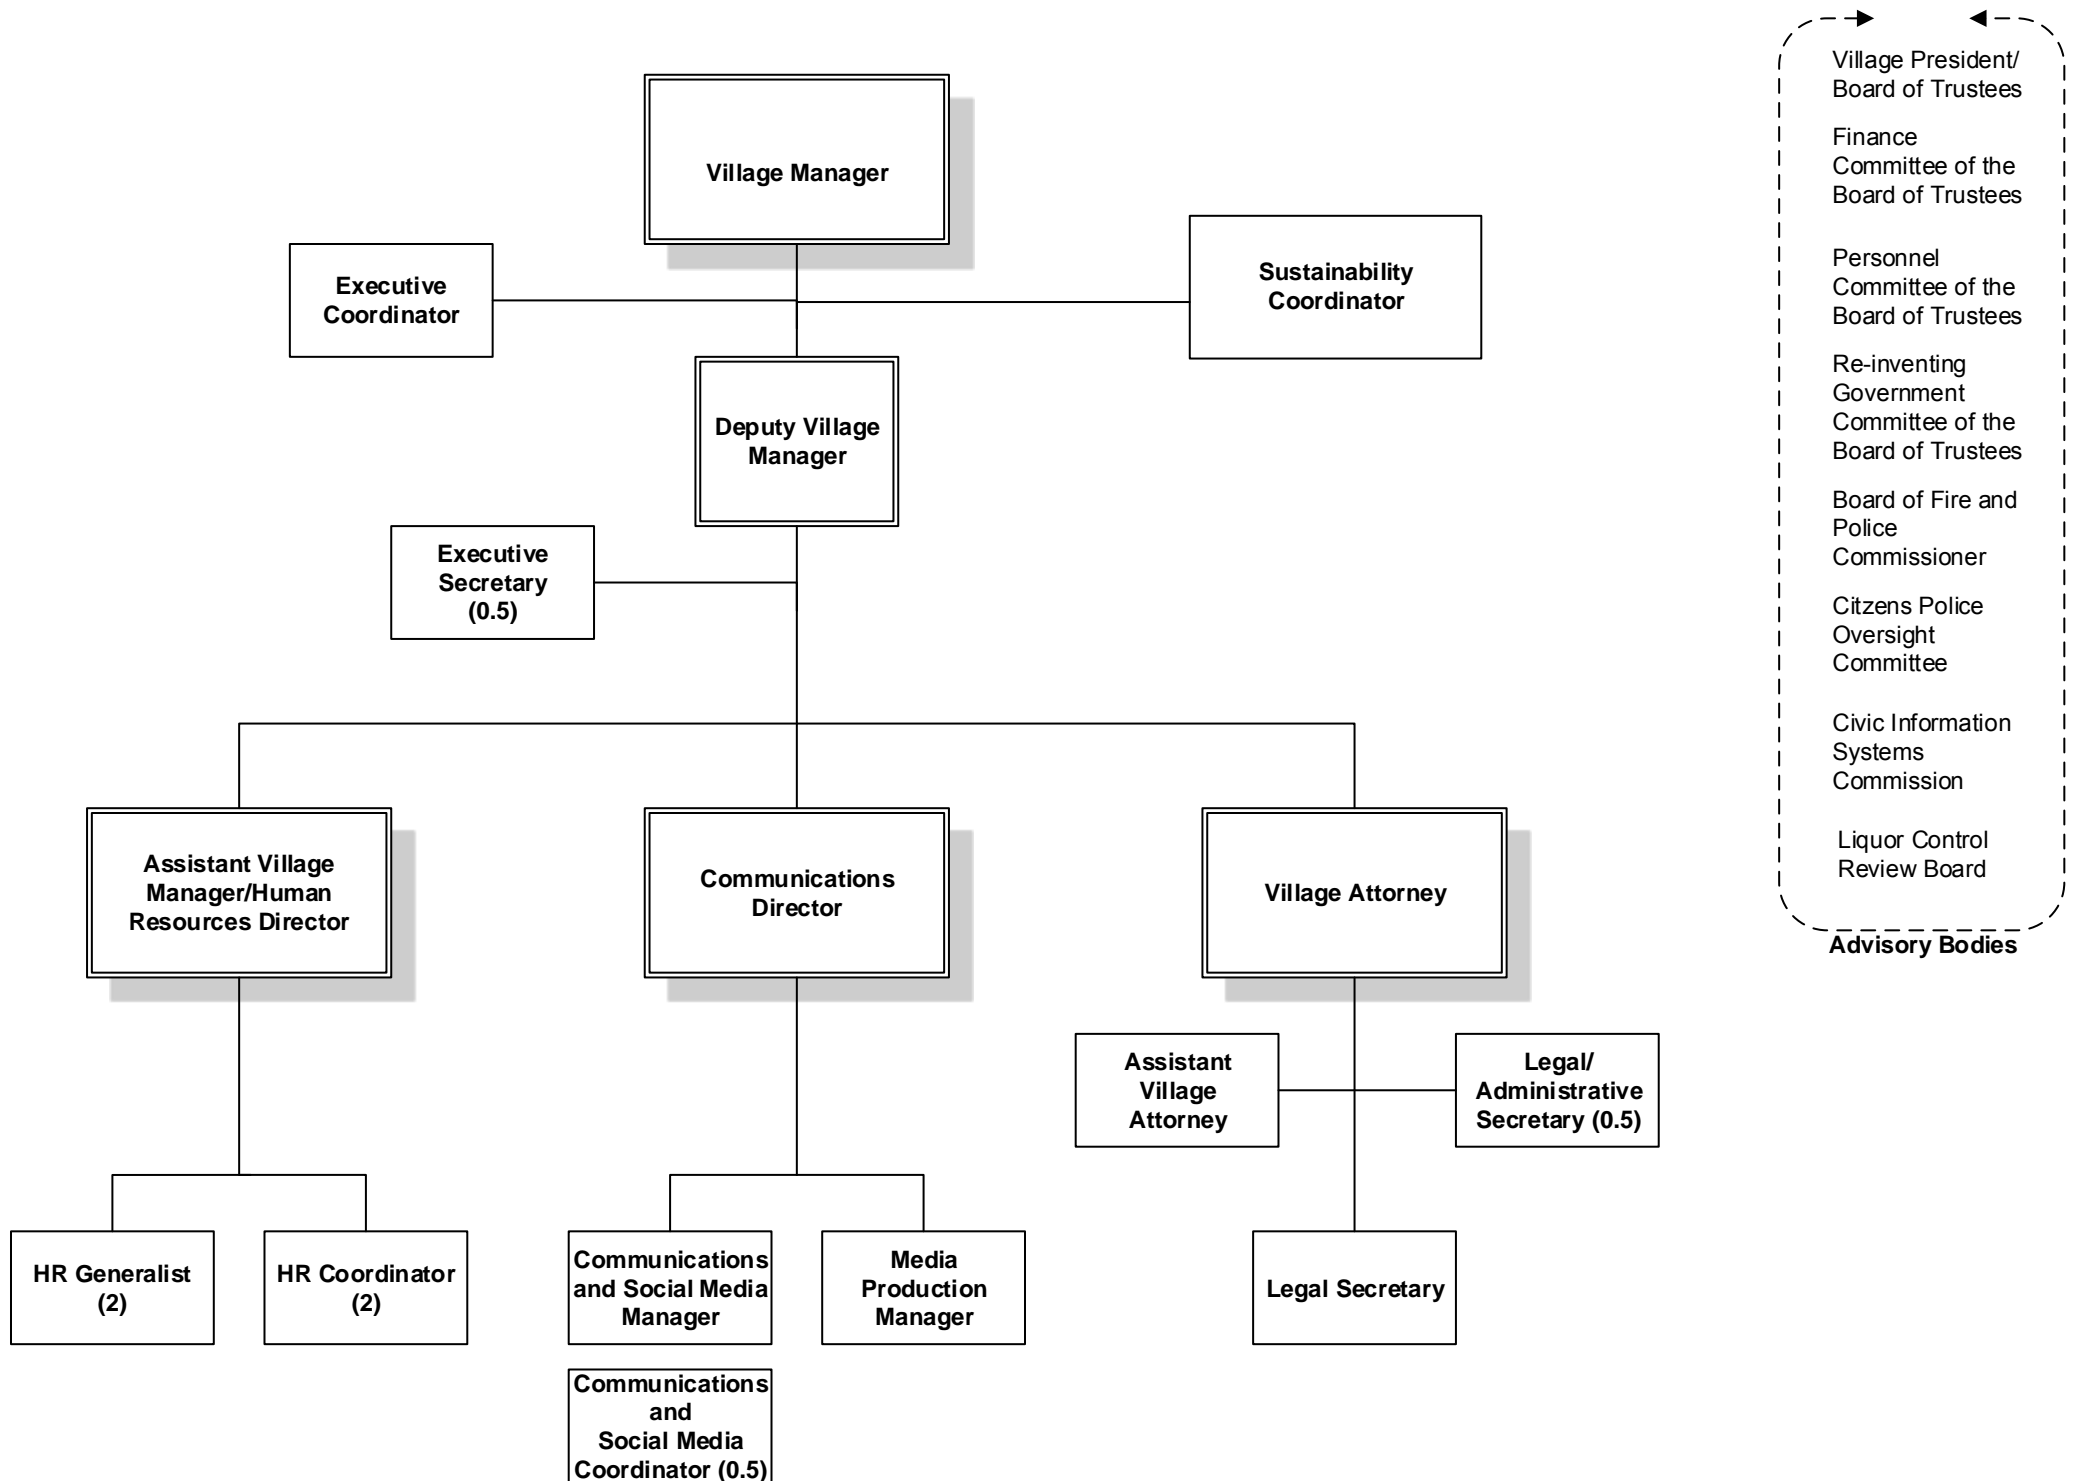 Village Manager
Executive
Coordinator
Sustainability
Coordinator
Deputy Village
Manager
Executive
Secretary
(0.5)
Assistant Village
Manager/Human
Resources Director
Communications
Director
Village Attorney
Assistant
Village
Attorney
Legal/
Administrative
Secretary (0.5)
HR Generalist
(2)
HR Coordinator
(2)
Communications
and Social Media
Manager
Media
Production
Manager
Legal Secretary
Communications
and
Social Media
Coordinator (0.5)
Village President/
Board of Trustees
Finance
Committee of the
Board of Trustees
Personnel
Committee of the
Board of Trustees
Re-inventing
Government
Committee of the
Board of Trustees
Board of Fire and
Police
Commissioner
Citzens Police
Oversight
Committee
Civic Information
Systems
Commission
Liquor Control
Review Board
Advisory Bodies